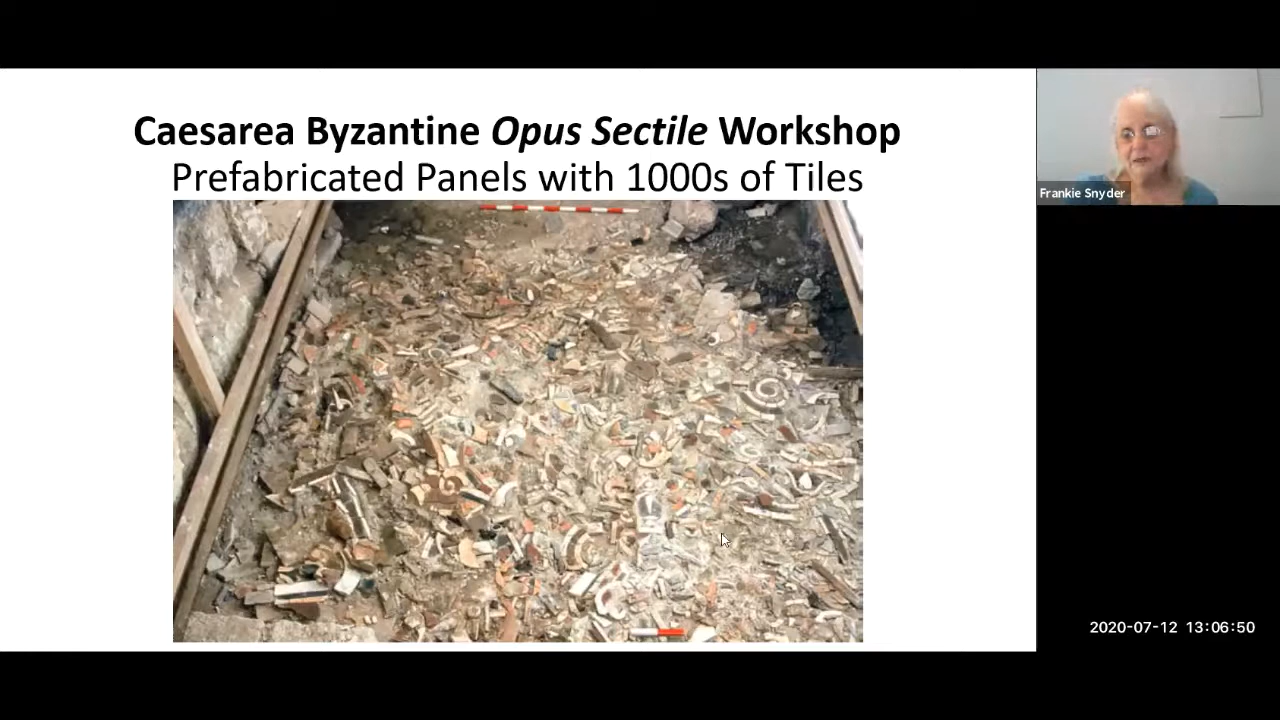 Caesarea Byzantine Opus Sectile Workshop
Prefabricated Panels with 1000s of Tiles
Frankie Snyder
2020-07-12 13:06:50